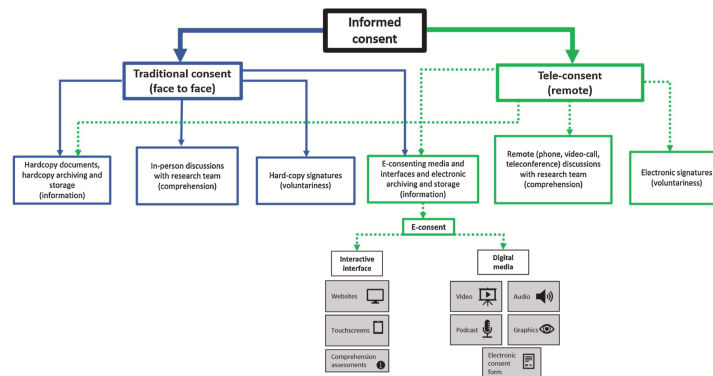 Informed
consent
Traditional consent
(face to face)
Tele-consent
(remote)
Hardcopy documents,
hardcopy archiving and
storage
(information)
In-person discussions
with research team
(comprehension)
Hard-copy signatures
(voluntariness)
E-consenting media and
interfaces and electronic
archiving and storage
(information)
Remote (phone, video-call,
teleconference) discussions
with research team
(comprehension)
Electronic signatures
(voluntariness)
E-consent
Interactive
interface
Digital
media
Websites
Touchscreens
Comprehension
assessments
Video
Audio
Podcast
Graphics
Electronic
consent
form